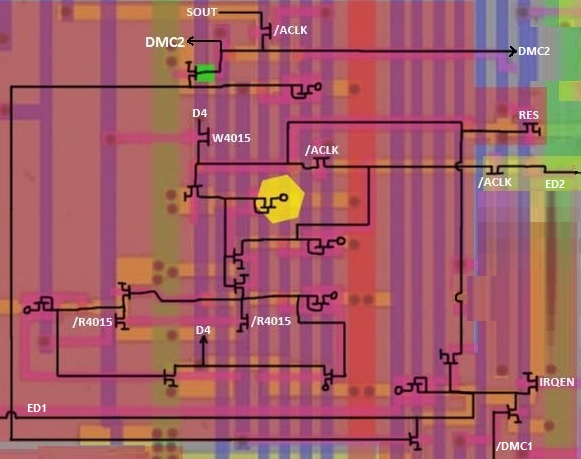 SOUT
/ACLK
DMC2
DMC2
D4
RES
W4015
/ACLK
/ACLK
ED2
/R4015
/R4015
D4
IRQEN
ED1
/DMC1